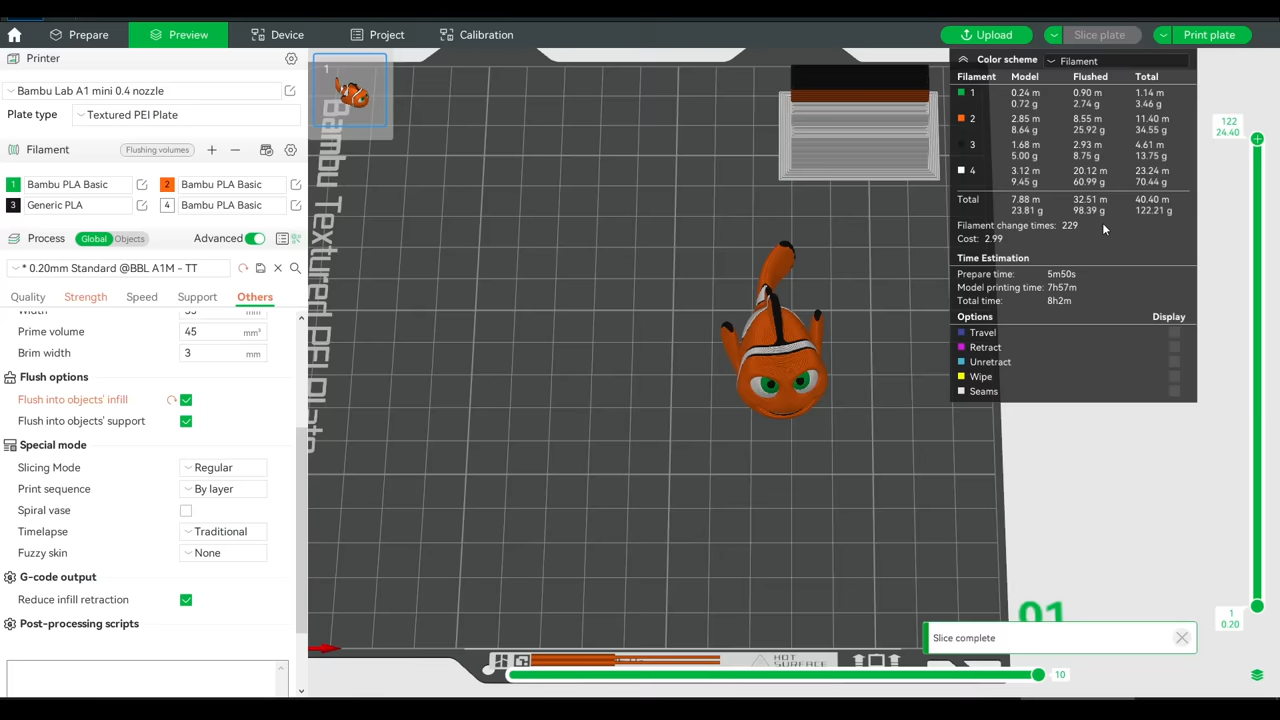 Prepare Preview Device Project Calibration Upload Slice plate Print plate
Printer
Bambu Lab A1 mini 0.4 nozzle
Plate type Textured PEI Plate
Filament Flushing volumes
1 Bambu PLA Basic 2 Bambu PLA Basic
3 Generic PLA 4 Bambu PLA Basic
Process Global Objects Advanced
* 0.20mm Standard @BBL A1M - TT
Quality Strength Speed Support Others
Prime volume 45 mm³
Brim width 3 mm
Flush options
Flush into objects' infill
Flush into objects' support
Special mode
Slicing Mode Regular
Print sequence By layer
Spiral vase
Timelapse Traditional
Fuzzy skin None
G-code output
Reduce infill retraction
Post-processing scripts
1
Bambu Textured PEI Plate
Color scheme Filament
Filament Model Flushed Total
1 0.24 m 0.90 m 1.14 m
0.72 g 2.74 g 3.46 g
2 2.85 m 8.55 m 11.40 m
8.64 g 25.92 g 34.55 g
3 1.68 m 2.93 m 4.61 m
5.00 g 8.75 g 13.75 g
4 3.12 m 20.12 m 23.24 m
9.45 g 60.99 g 70.44 g
Total 7.88 m 32.51 m 40.40 m
23.81 g 98.39 g 122.21 g
Filament change times: 229
Cost: 2.99
Time Estimation
Prepare time: 5m50s
Model printing time: 7h57m
Total time: 8h2m
Options Display
Travel
Retract
Unretract
Wipe
Seams
122
24.40
1
0.20
01
Slice complete
HOT
SURFACE
10